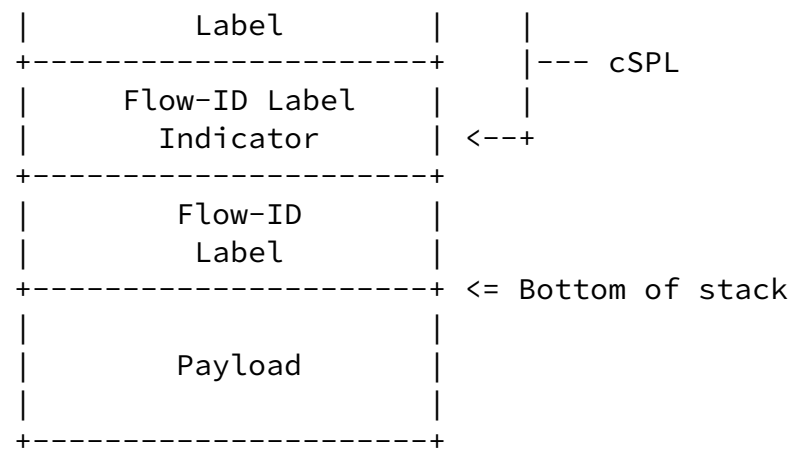 |         Label         |    |
+-----------------------+    |--- cSPL
|     Flow-ID Label     |    |
|       Indicator       | <--+
+-----------------------+
|        Flow-ID        |
|         Label         |
+-----------------------+ <= Bottom of stack
|                       |
|        Payload        |
|                       |
+-----------------------+